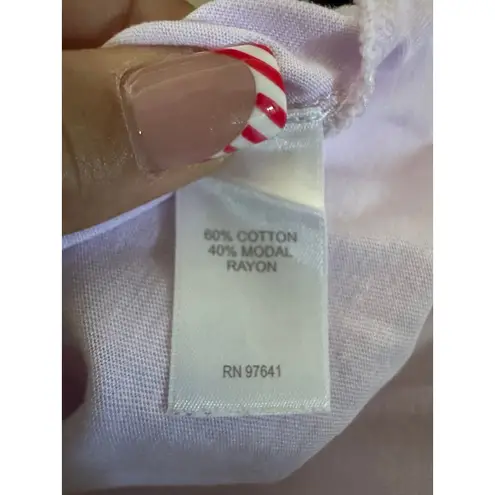 60% COTTON
40% MODAL
RAYON
RN 97641